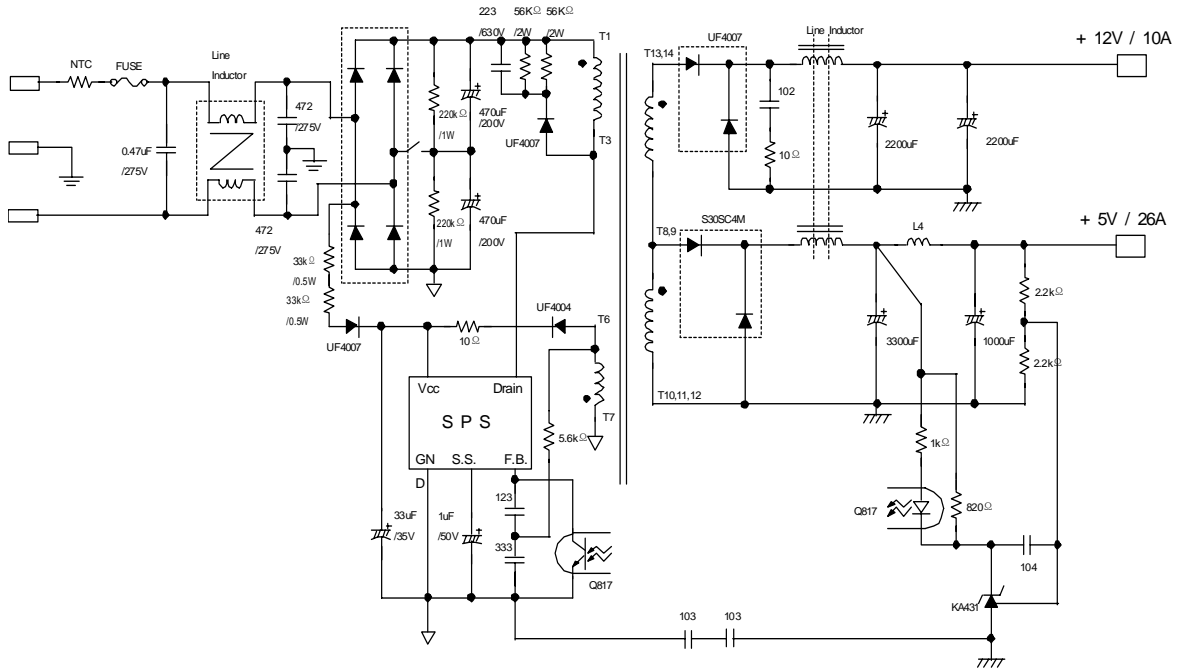 NTC
FUSE
Line
Inductor
0.47uF
/275V
472
/275V
472
/275V
223
/630V
56KΩ
/2W
56KΩ
/2W
220kΩ
/1W
470uF
/200V
UF4007
220kΩ
/1W
470uF
/200V
T1
T3
33kΩ
/0.5W
33kΩ
/0.5W
UF4007
10Ω
UF4004
T6
T7
Vcc
Drain
SPS
GN
D
S.S.
F.B.
5.6kΩ
33uF
/35V
1uF
/50V
123
333
Q817
T13,14
UF4007
Line Inductor
+ 12V / 10A
102
10Ω
2200uF
2200uF
T8,9
S30SC4M
L4
+ 5V / 26A
2.2kΩ
2.2kΩ
3300uF
1000uF
T10,11,12
1kΩ
820Ω
Q817
104
KA431
103
103